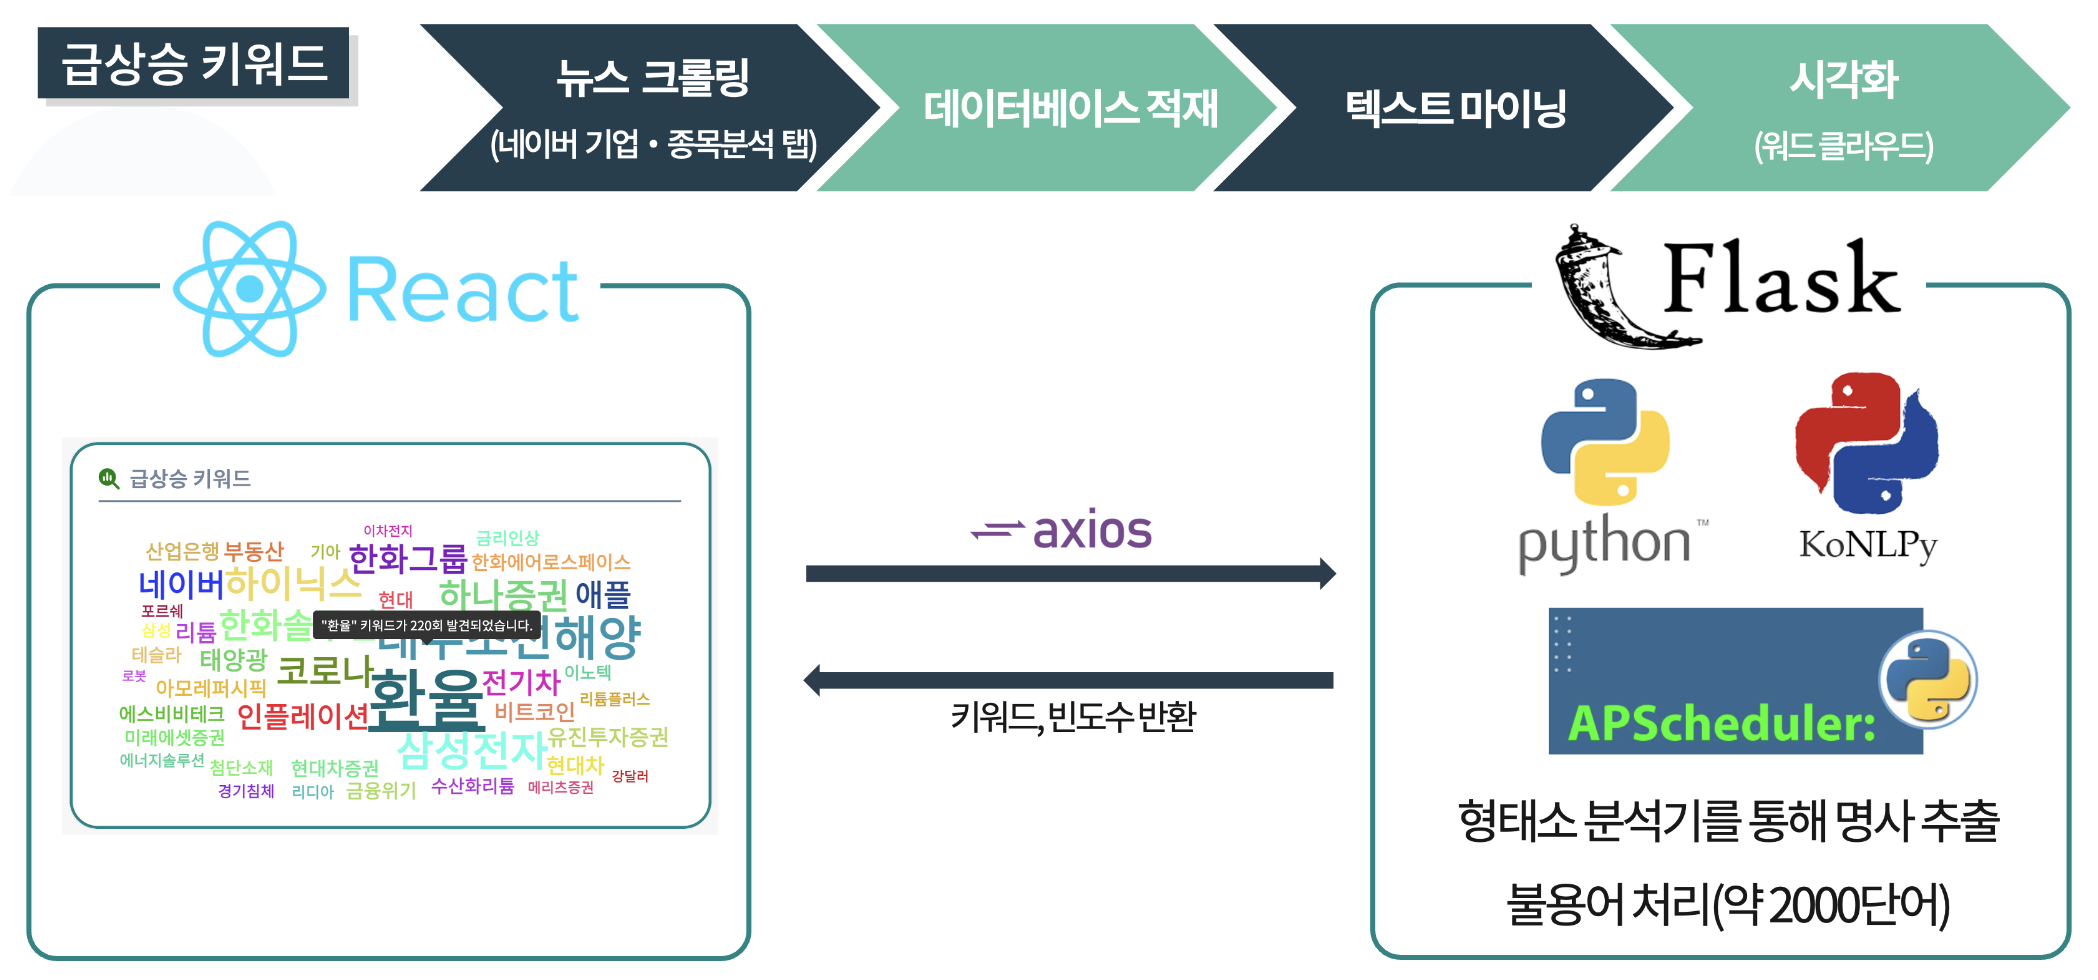 급상승 키워드
뉴스 크롤링
(네이버 기업・종목분석 탭)
데이터베이스 적재
텍스트 마이닝
시각화
(워드 클라우드)
React
급상승 키워드
이차전지
금리인상
산업은행 부동산 기아 한화그룹 한화에어로스페이스
네이버 하이닉스 현대 하나증권 애플
포르쉐
삼성 리튬 한화솔
"환율" 키워드가 220회 발견되었습니다.
대우조선해양
테슬라 태양광 코로나 환율 전기차 이노텍
로봇 아모레퍼시픽 리튬플러스
에스비비테크 인플레이션 비트코인
미래에셋증권 삼성전자 유진투자증권
에너지솔루션 첨단소재 현대차증권 현대차 강달러
경기침체 리디아 금융위기 수산화리튬 메리츠증권
axios
키워드, 빈도수 반환
Flask
python™
KoNLPy
APScheduler:
형태소 분석기를 통해 명사 추출
불용어 처리(약 2000단어)